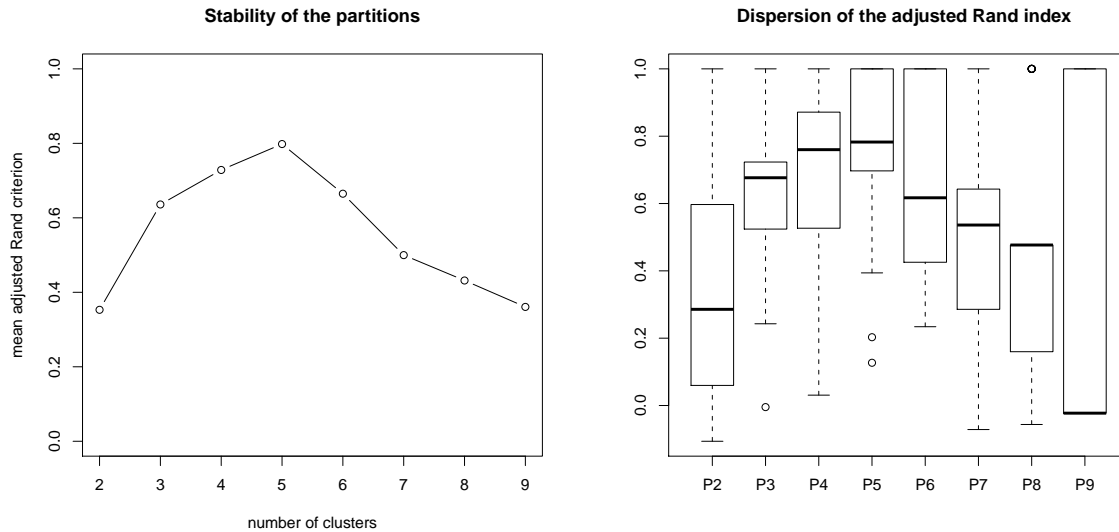 Stability of the partitions
mean adjusted Rand criterion
1.0
0.8
0.6
0.4
0.2
0.0
2 3 4 5 6 7 8 9
number of clusters
Dispersion of the adjusted Rand index
1.0
0.8
0.6
0.4
0.2
0.0
P2 P3 P4 P5 P6 P7 P8 P9